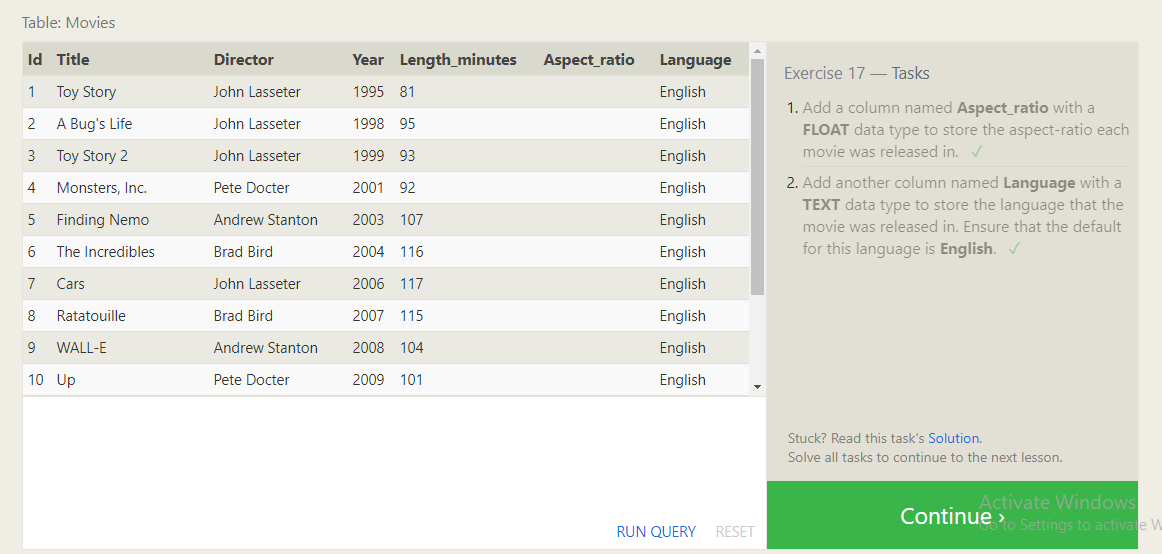 Table: Movies
Id Title Director Year Length_minutes Aspect_ratio Language
1 Toy Story John Lasseter 1995 81 English
2 A Bug's Life John Lasseter 1998 95 English
3 Toy Story 2 John Lasseter 1999 93 English
4 Monsters, Inc. Pete Docter 2001 92 English
5 Finding Nemo Andrew Stanton 2003 107 English
6 The Incredibles Brad Bird 2004 116 English
7 Cars John Lasseter 2006 117 English
8 Ratatouille Brad Bird 2007 115 English
9 WALL-E Andrew Stanton 2008 104 English
10 Up Pete Docter 2009 101 English
RUN QUERY RESET
Exercise 17 — Tasks
1. Add a column named Aspect_ratio with a
FLOAT data type to store the aspect-ratio each
movie was released in. ✓
2. Add another column named Language with a
TEXT data type to store the language that the
movie was released in. Ensure that the default
for this language is English. ✓
Stuck? Read this task's Solution.
Solve all tasks to continue to the next lesson.
Continue ›
Activate Windows
Go to Settings to activate W